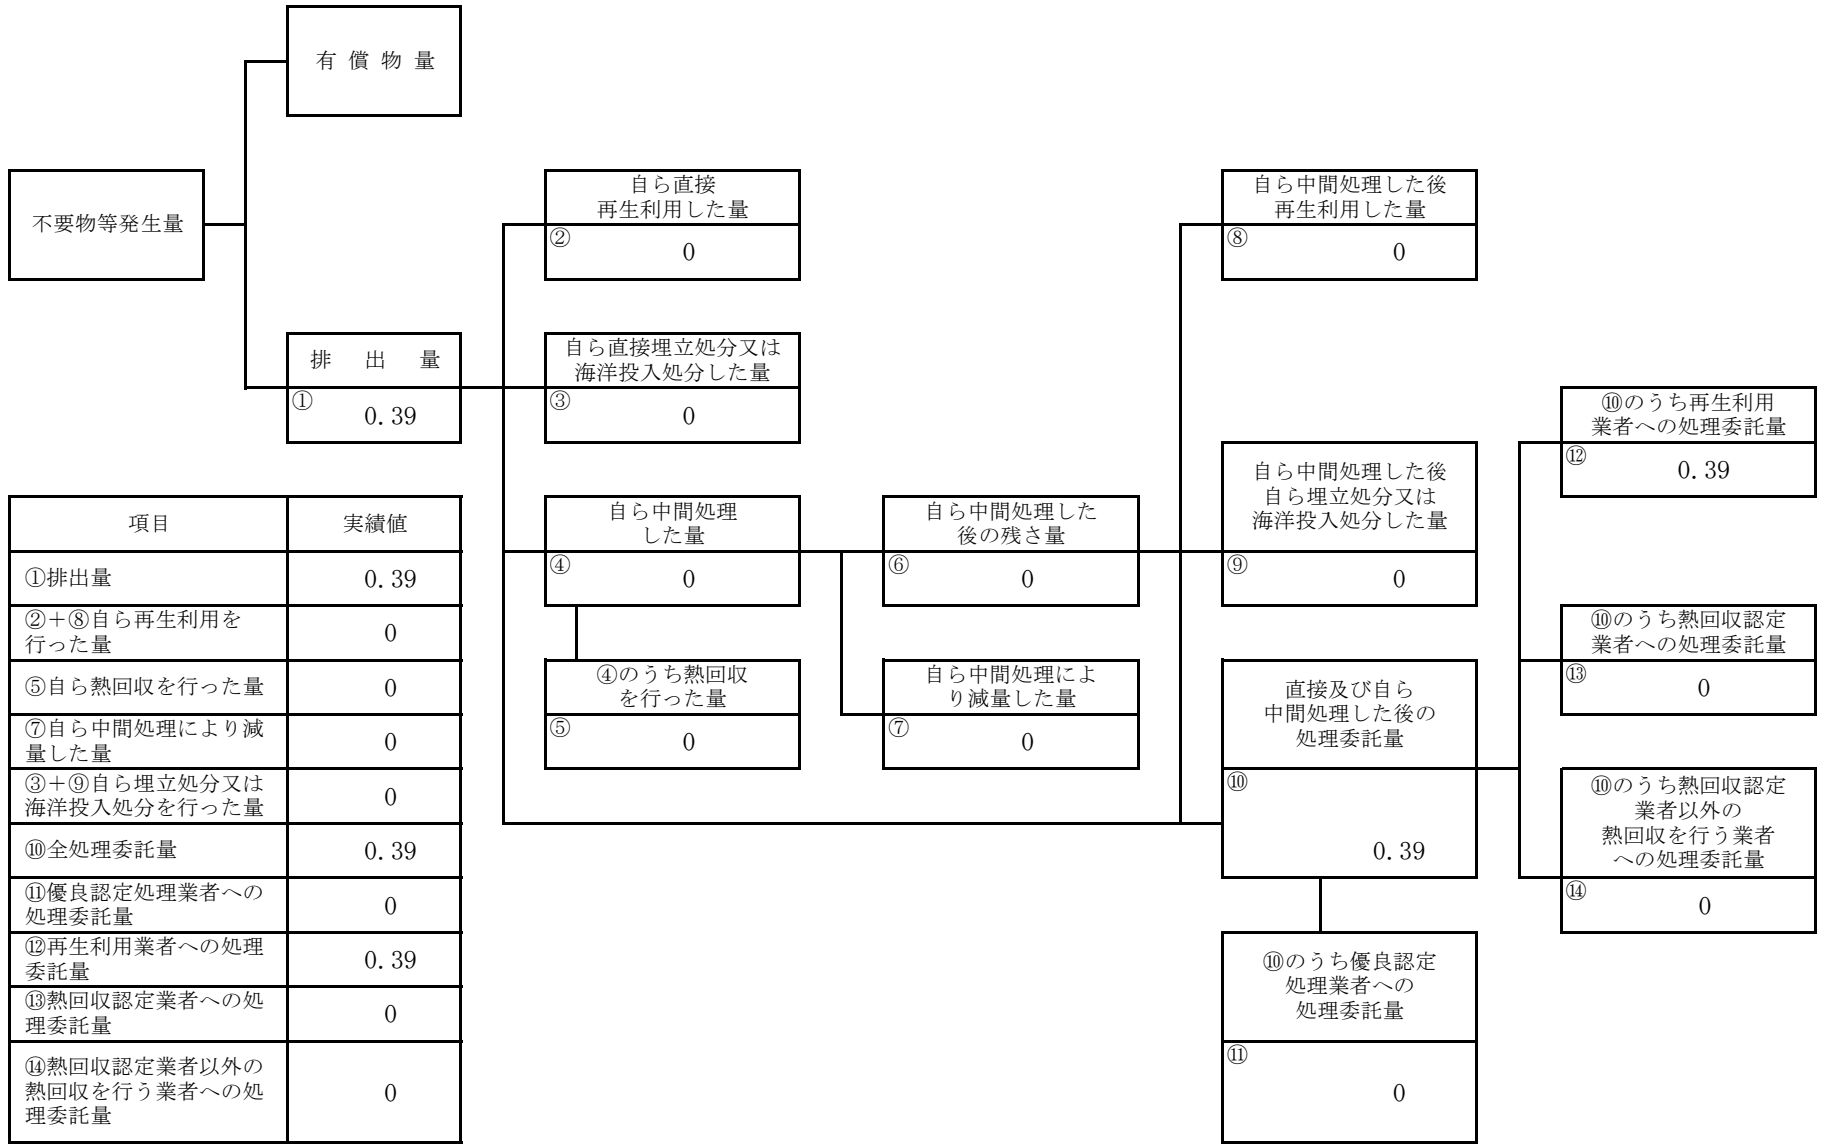 有償物量
不要物等発生量
排出量
①
0.39
自ら直接
再生利用した量
②
0
自ら直接埋立処分又は
海洋投入処分した量
③
0
自ら中間処理
した量
④
0
④のうち熱回収
を行った量
⑤
0
自ら中間処理した
後の残さ量
⑥
0
自ら中間処理によ
り減量した量
⑦
0
自ら中間処理した後
再生利用した量
⑧
0
自ら中間処理した後
自ら埋立処分又は
海洋投入処分した量
⑨
0
直接及び自ら
中間処理した後の
処理委託量
⑩
0.39
⑩のうち優良認定
処理業者への
処理委託量
⑪
0
⑩のうち再生利用
業者への処理委託量
⑫
0.39
⑩のうち熱回収認定
業者への処理委託量
⑬
0
⑩のうち熱回収認定
業者以外の
熱回収を行う業者
への処理委託量
⑭
0
項目 実績値
①排出量 0.39
②＋⑧自ら再生利用を
行った量 0
⑤自ら熱回収を行った量 0
⑦自ら中間処理により減
量した量 0
③＋⑨自ら埋立処分又は
海洋投入処分を行った量 0
⑩全処理委託量 0.39
⑪優良認定処理業者への
処理委託量 0
⑫再生利用業者への処理
委託量 0.39
⑬熱回収認定業者への処
理委託量 0
⑭熱回収認定業者以外の
熱回収を行う業者への処
理委託量 0